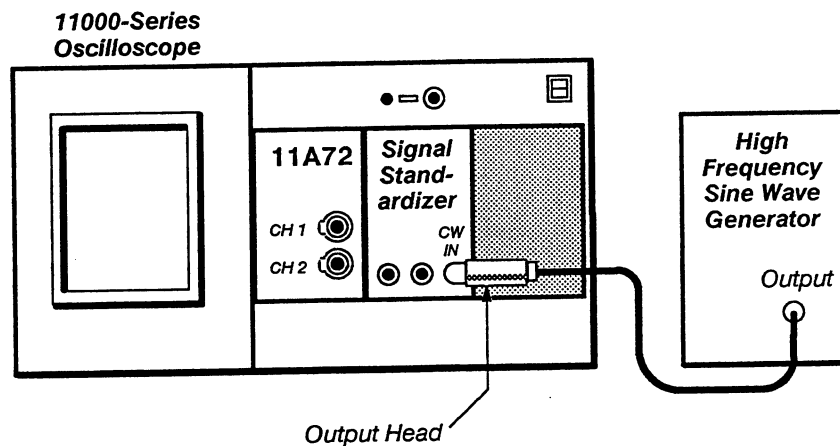 11000-Series
Oscilloscope
11A72
CH 1
CH 2
Signal
Stand-
ardizer
CW
IN
High
Frequency
Sine Wave
Generator
Output
Output Head